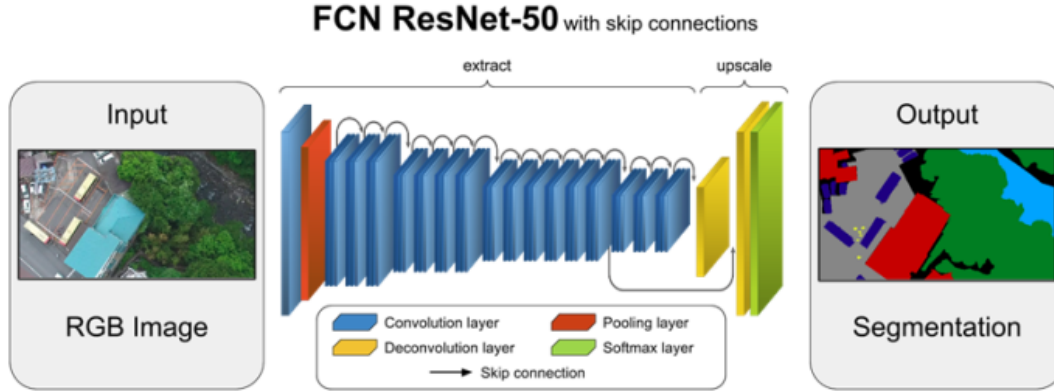 FCN ResNet-50 with skip connections
extract
upscale
Input
Output
RGB Image
Segmentation
Convolution layer
Pooling layer
Deconvolution layer
Softmax layer
Skip connection